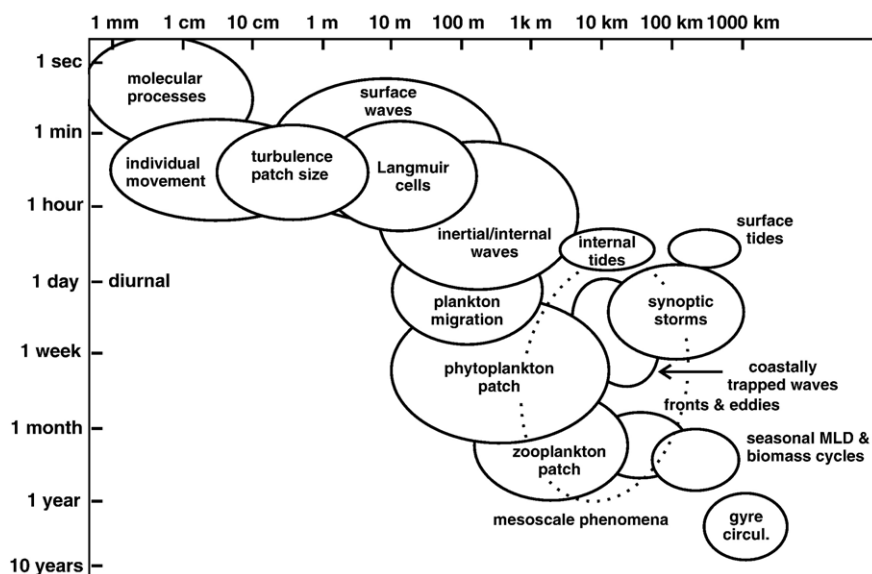 1 mm 1 cm 10 cm 1 m 10 m 100 m 1k m 10 km 100 km 1000 km
1 sec
molecular
processes
surface
waves
1 min
individual
movement
turbulence
patch size
Langmuir
cells
1 hour
inertial/internal
waves
internal
tides
surface
tides
1 day
diurnal
plankton
migration
synoptic
storms
1 week
phytoplankton
patch
coastally
trapped waves
fronts & eddies
1 month
zooplankton
patch
seasonal MLD &
biomass cycles
1 year
mesoscale phenomena
gyre
circul.
10 years